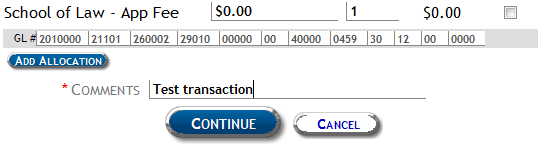 School of Law - App Fee $0.00 1 $0.00
GL # 2010000 21101 260002 29010 00000 00 40000 0459 30 12 00 0000
ADD ALLOCATION
* COMMENTS Test transaction
CONTINUE CANCEL